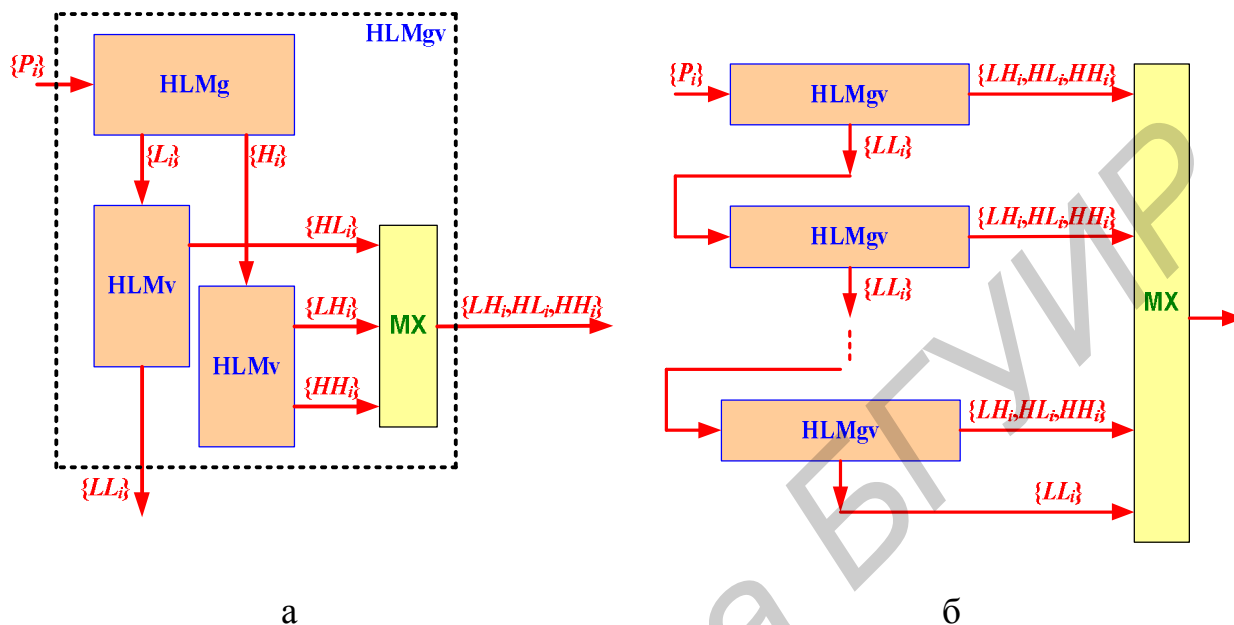 HLMgv
{Pi}
HLMg
{Li}
{Hi}
{HLi}
HLMv
{LHi}
MX
{LHi,HLi,HHi}
HLMv
{HHi}
{LLi}
а
{Pi}
HLMgv
{LHi,HLi,HHi}
{LLi}
HLMgv
{LHi,HLi,HHi}
{LLi}
MX
HLMgv
{LHi,HLi,HHi}
{LLi}
б
а БГУИР